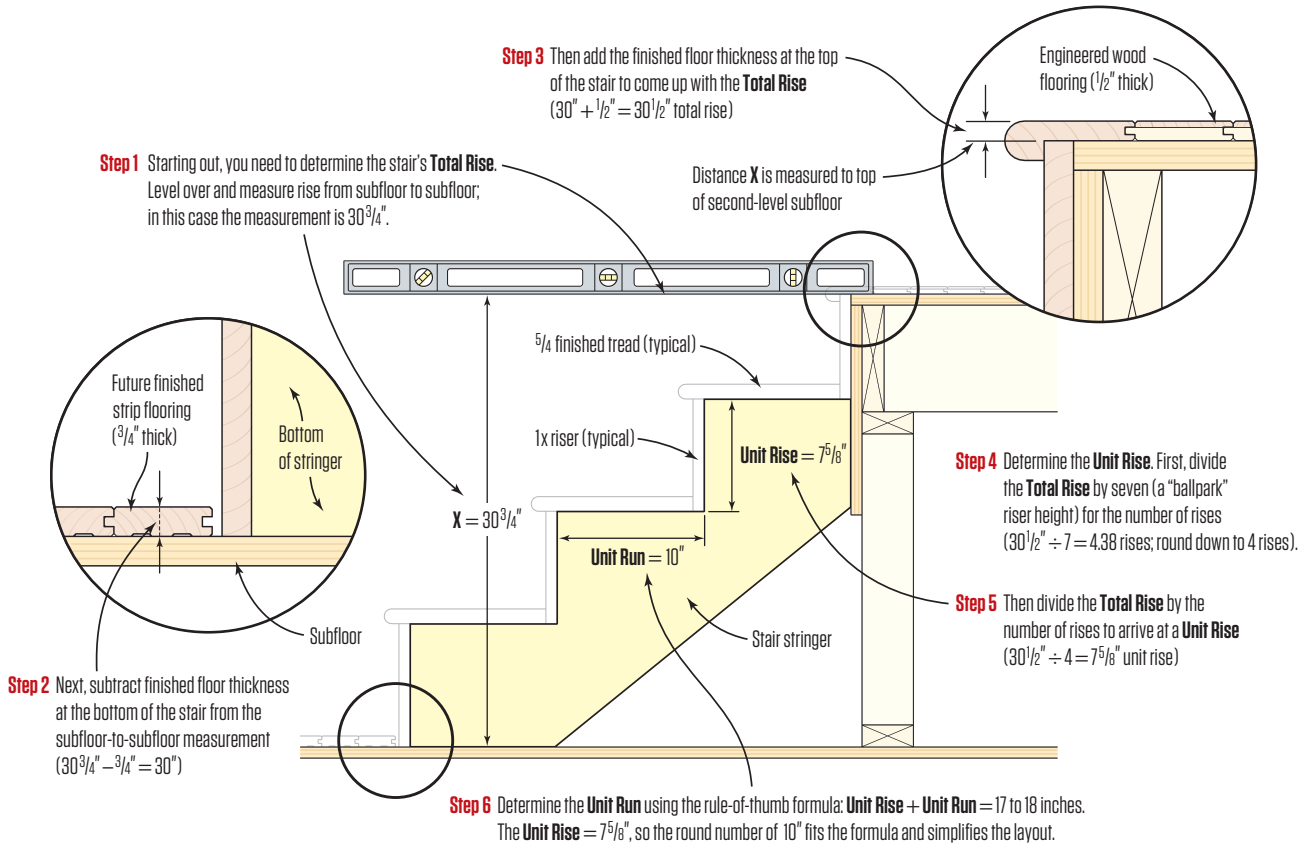 Step 3 Then add the finished floor thickness at the top
of the stair to come up with the Total Rise
(30" + 1/2" = 30 1/2" total rise)
Engineered wood
flooring (1/2" thick)
Step 1 Starting out, you need to determine the stair's Total Rise.
Level over and measure rise from subfloor to subfloor;
in this case the measurement is 30 3/4".
Distance X is measured to top
of second-level subfloor
5/4 finished tread (typical)
Future finished
strip flooring
(3/4" thick)
Bottom
of stringer
1x riser (typical)
Unit Rise = 7 5/8"
X = 30 3/4"
Unit Run = 10"
Step 4 Determine the Unit Rise. First, divide
the Total Rise by seven (a "ballpark"
riser height) for the number of rises
(30 1/2" ÷ 7 = 4.38 rises; round down to 4 rises).
Step 5 Then divide the Total Rise by the
number of rises to arrive at a Unit Rise
(30 1/2" ÷ 4 = 7 5/8" unit rise)
Subfloor
Stair stringer
Step 2 Next, subtract finished floor thickness
at the bottom of the stair from the
subfloor-to-subfloor measurement
(30 3/4" – 3/4" = 30")
Step 6 Determine the Unit Run using the rule-of-thumb formula: Unit Rise + Unit Run = 17 to 18 inches.
The Unit Rise = 7 5/8", so the round number of 10" fits the formula and simplifies the layout.